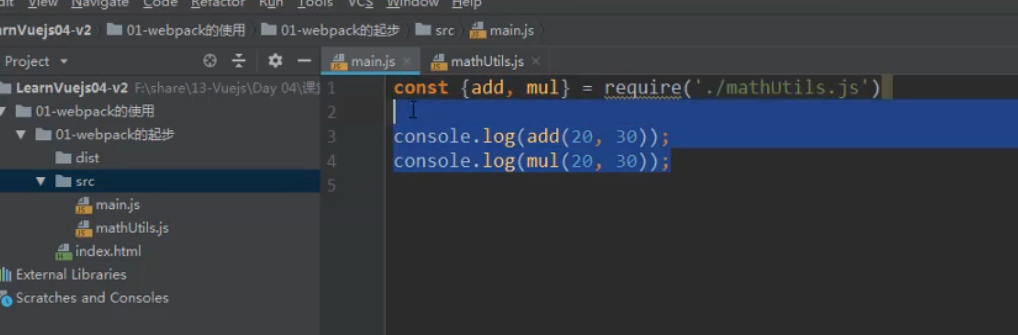 dit View Navigate Code Refactor Run Tools VCS Window Help
arnVuejs04-v2 01-webpack的使用 01-webpack的起步 src main.js
Project main.js mathUtils.js
LearnVuejs04-v2 F:\share\13-Vuejs\Day 04\课
01-webpack的使用
01-webpack的起步
dist
src
main.js
mathUtils.js
index.html
External Libraries
Scratches and Consoles
1 const {add, mul} = require('./mathUtils.js')
2
3 console.log(add(20, 30));
4 console.log(mul(20, 30));
5